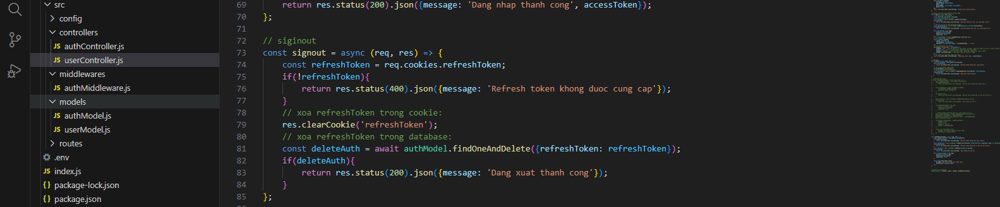 src
config
controllers
JS authController.js
JS userController.js
middlewares
JS authMiddleware.js
models
JS authModel.js
JS userModel.js
routes
.env
JS index.js
{} package-lock.json
{} package.json
69 return res.status(200).json({message: 'Dang nhap thanh cong', accessToken});
70 };
71
72 // siginout
73 const signout = async (req, res) => {
74 const refreshToken = req.cookies.refreshToken;
75 if(!refreshToken){
76 return res.status(400).json({message: 'Refresh token khong duoc cung cap'});
77 }
78 // xoa refreshToken trong cookie:
79 res.clearCookie('refreshToken');
80 // xoa refreshToken trong database:
81 const deleteAuth = await authModel.findOneAndDelete({refreshToken: refreshToken});
82 if(deleteAuth){
83 return res.status(200).json({message: 'Dang xuat thanh cong'});
84 }
85 };